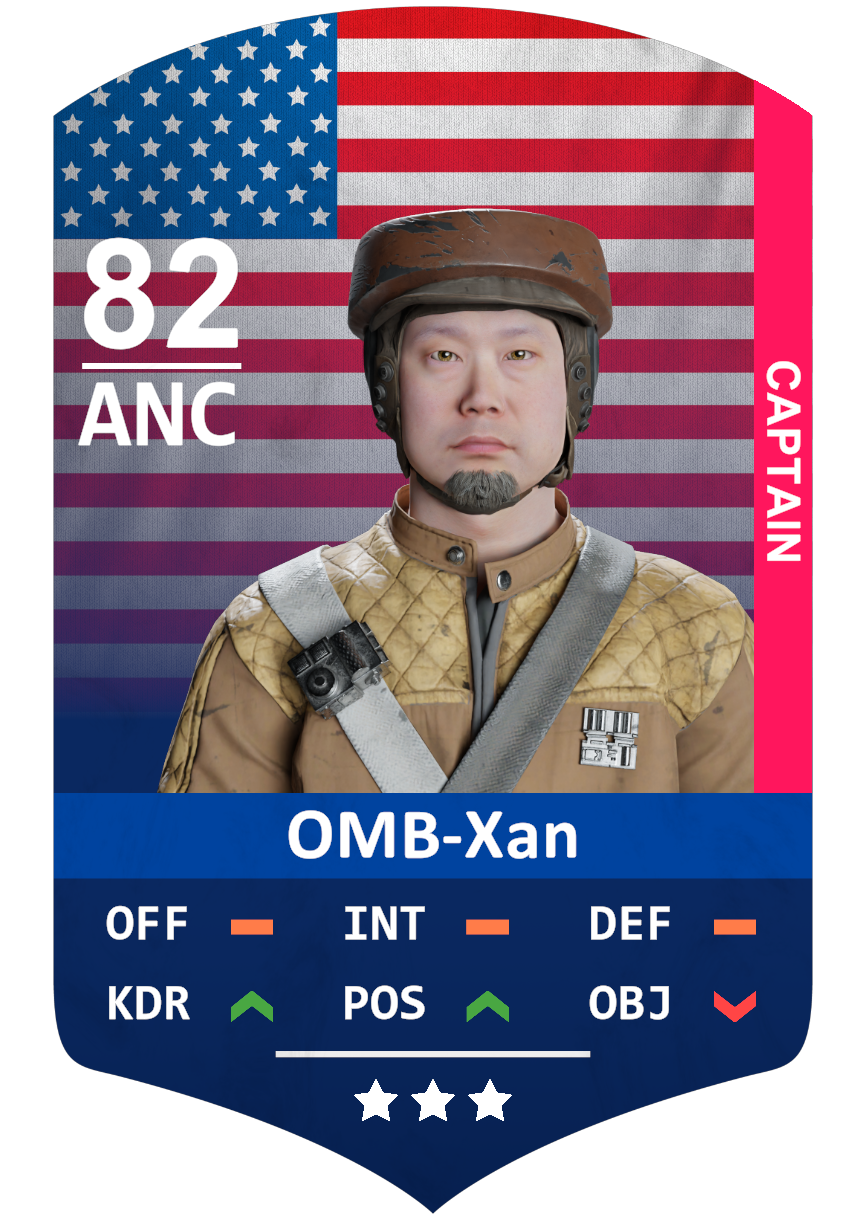 82
ANC
CAPTAIN
OMB-Xan
OFF INT DEF
KDR POS OBJ